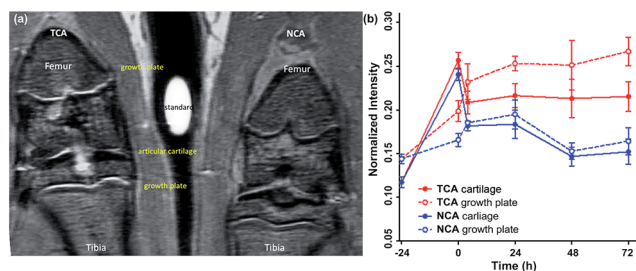 (a)
TCA
NCA
Femur
growth plate
Femur
standard
articular cartilage
growth plate
Tibia
Tibia
(b)
Normalized Intensity
0.30
0.25
0.20
0.15
0.10
0.05
TCA cartilage
TCA growth plate
NCA carliage
NCA growth plate
-24 0 24 48 72
Time (h)